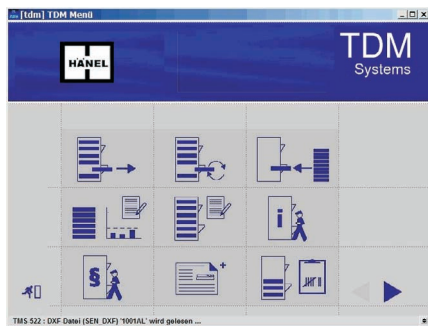 [tdm] TDM Menü
HÄNEL
TDM
Systems
i
§
TMS-522 : DXF Datei (SEN_DXF) '1001AL' wird gelesen ...